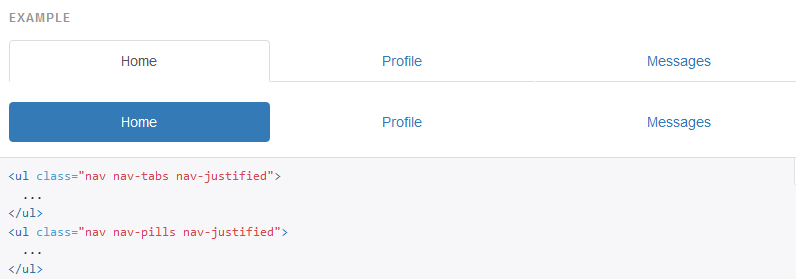 EXAMPLE
Home Profile Messages
Home Profile Messages
<ul class="nav nav-tabs nav-justified">
  ...
</ul>
<ul class="nav nav-pills nav-justified">
  ...
</ul>